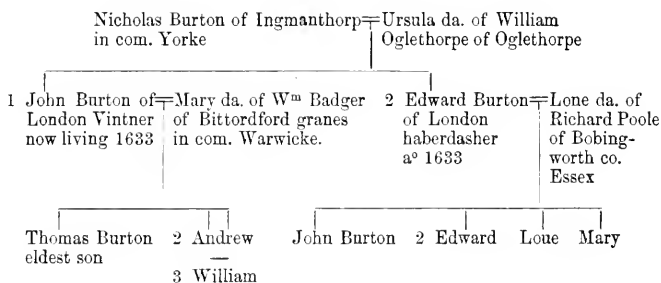 Nicholas Burton of Ingmanthorp=Ursula da. of William
in com. Yorke Oglethorpe of Oglethorpe
1 John Burton of=Mary da. of Wm Badger 2 Edward Burton=Lone da. of
London Vintner of Bittordford granes of London Richard Poole
now living 1633 in com. Warwicke. haberdasher of Bobing-
ao 1633 worth co.
Essex
Thomas Burton 2 Andrew John Burton 2 Edward Loue Mary
eldest son —
3 William